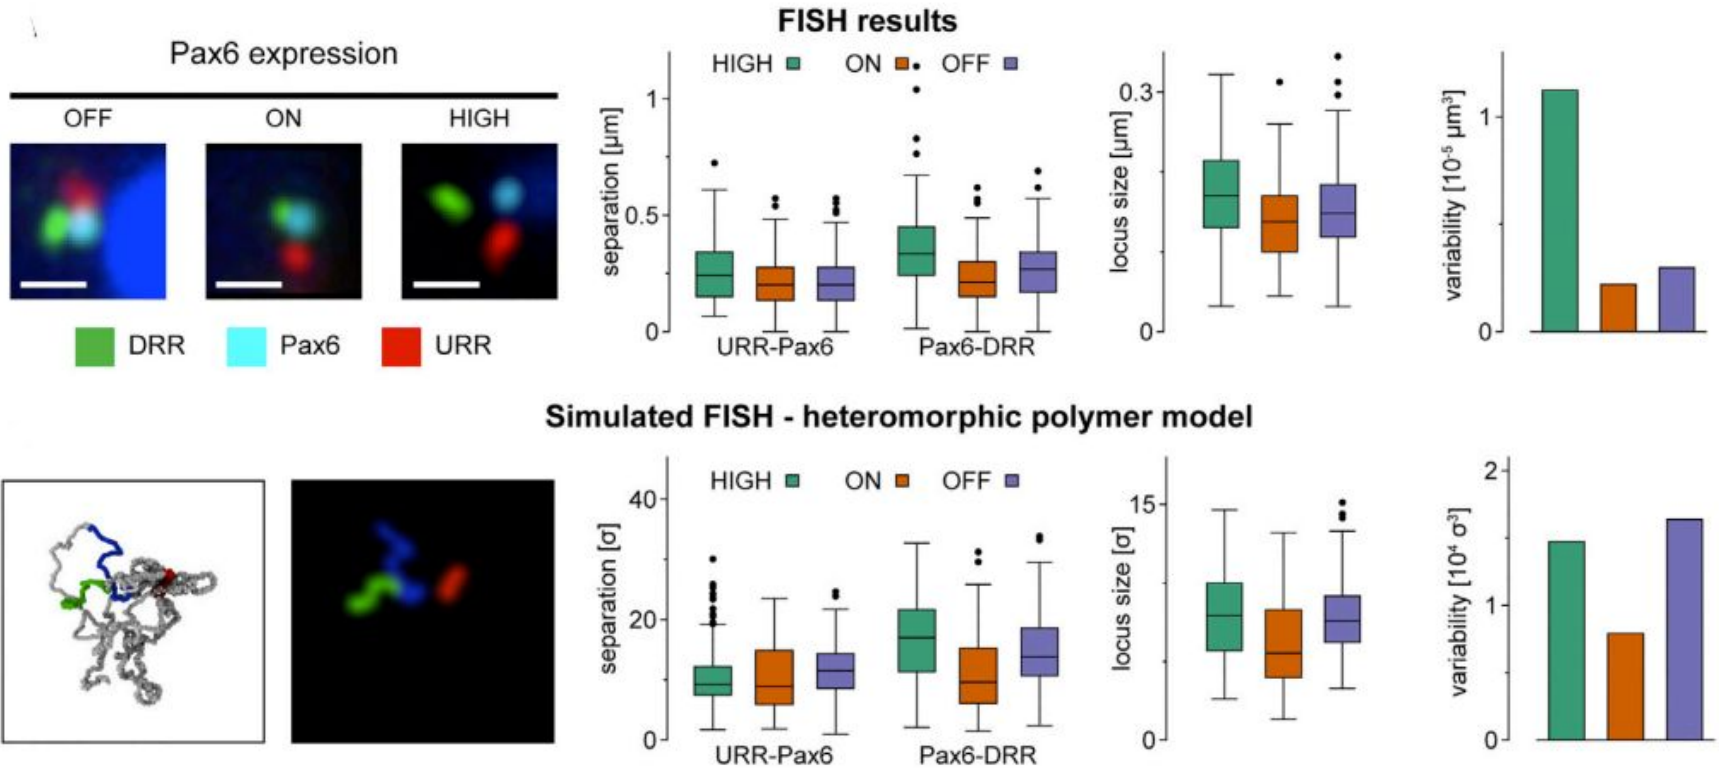 FISH results
Pax6 expression
OFF ON HIGH
DRR Pax6 URR
HIGH ON OFF
separation [µm]
1
0.5
0
URR-Pax6 Pax6-DRR
locus size [µm]
0.3
0
variability [10⁻⁵ µm³]
1
0
Simulated FISH - heteromorphic polymer model
HIGH ON OFF
separation [σ]
40
20
0
URR-Pax6 Pax6-DRR
locus size [σ]
15
0
variability [10⁴ σ³]
2
1
0